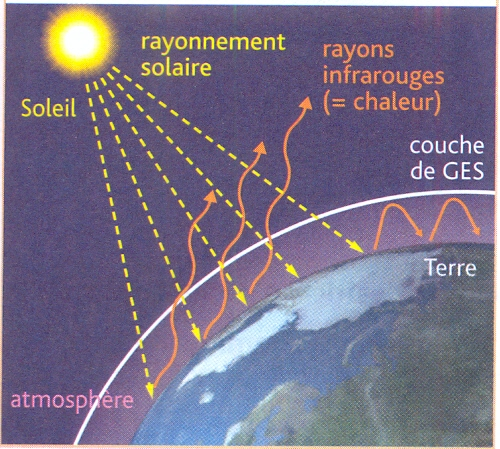 rayonnement
solaire
Soleil
rayons
infrarouges
(= chaleur)
couche
de GES
Terre
atmosphère